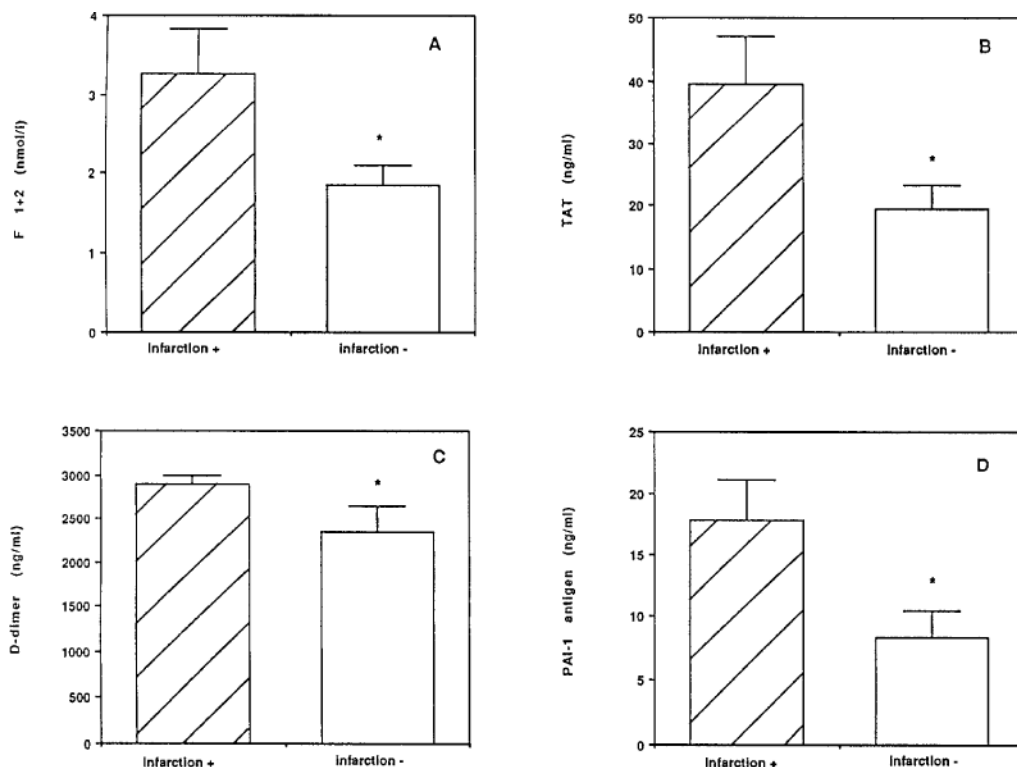 A
F 1+2 (nmol/l)
4
3
2
1
0
*
Infarction +
infarction -
B
TAT (ng/ml)
50
40
30
20
10
0
*
Infarction +
Infarction -
C
D-dimer (ng/ml)
3500
3000
2500
2000
1500
1000
500
0
*
Infarction +
infarction -
D
PAI-1 antigen (ng/ml)
25
20
15
10
5
0
*
Infarction +
Infarction -